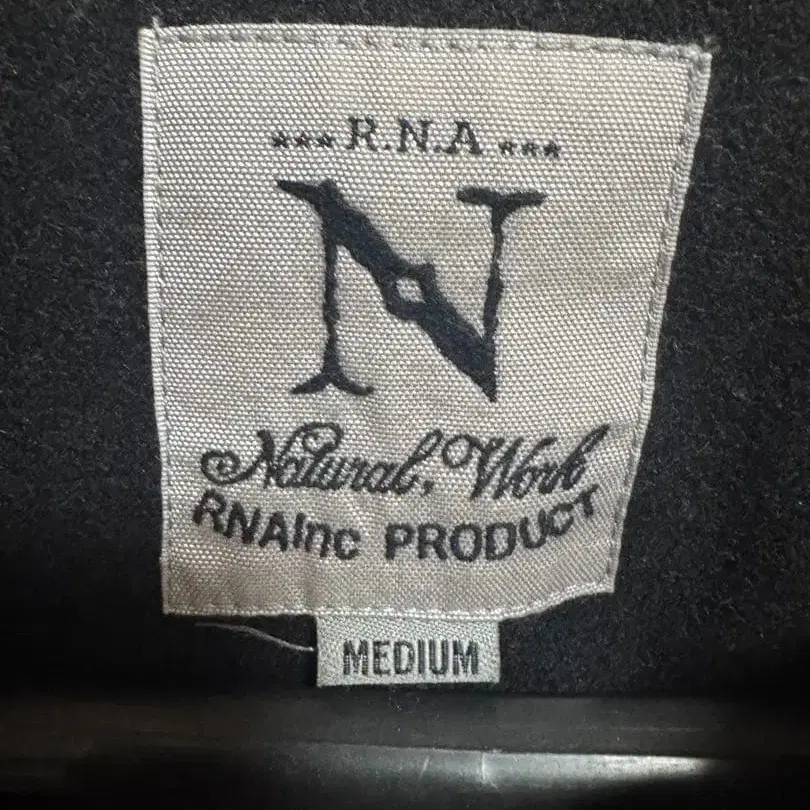 *** R.N.A ***
N
Natural, Work
RNAInc PRODUCT
MEDIUM